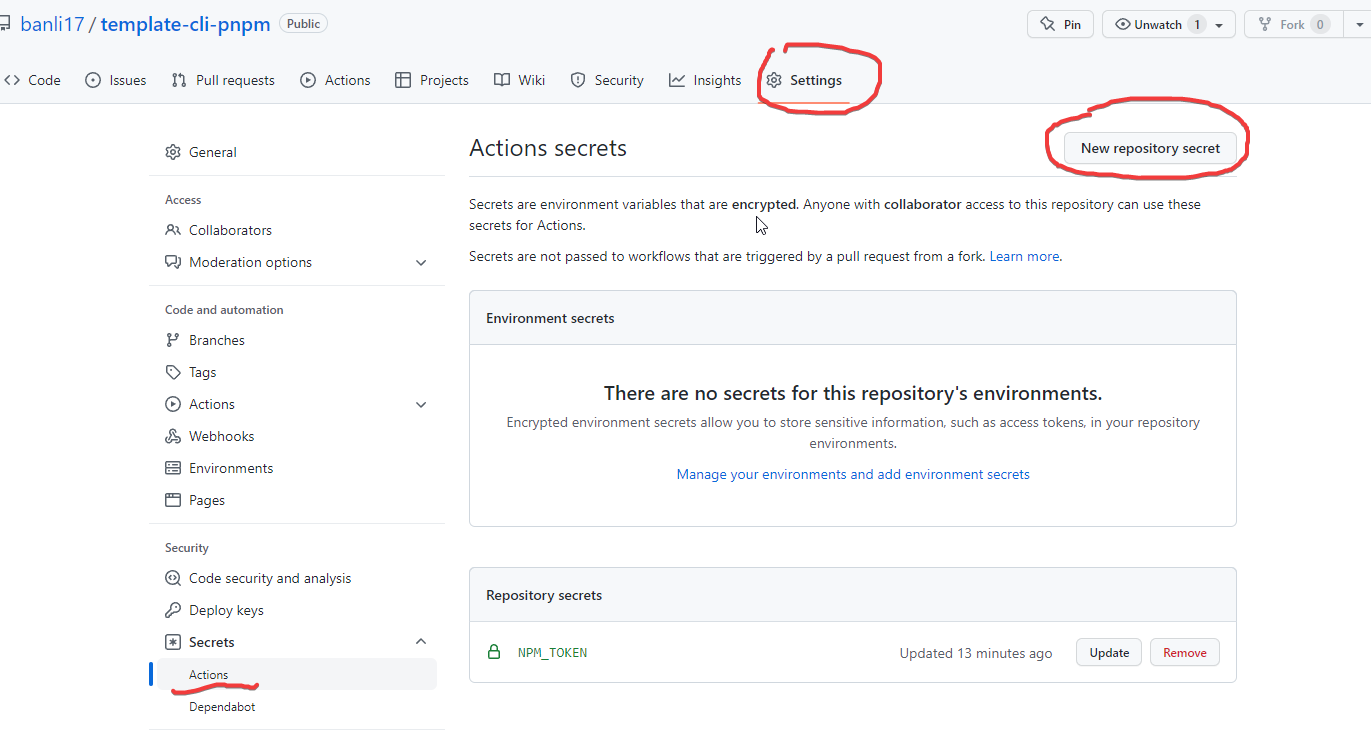 banli17 / template-cli-pnpm Public Pin Unwatch 1 Fork 0
Code Issues Pull requests Actions Projects Wiki Security Insights Settings
General
Access
Collaborators
Moderation options
Code and automation
Branches
Tags
Actions
Webhooks
Environments
Pages
Security
Code security and analysis
Deploy keys
Secrets
Actions
Dependabot
Actions secrets
New repository secret
Secrets are environment variables that are encrypted. Anyone with collaborator access to this repository can use these
secrets for Actions.
Secrets are not passed to workflows that are triggered by a pull request from a fork. Learn more.
Environment secrets
There are no secrets for this repository's environments.
Encrypted environment secrets allow you to store sensitive information, such as access tokens, in your repository
environments.
Manage your environments and add environment secrets
Repository secrets
NPM_TOKEN Updated 13 minutes ago Update Remove